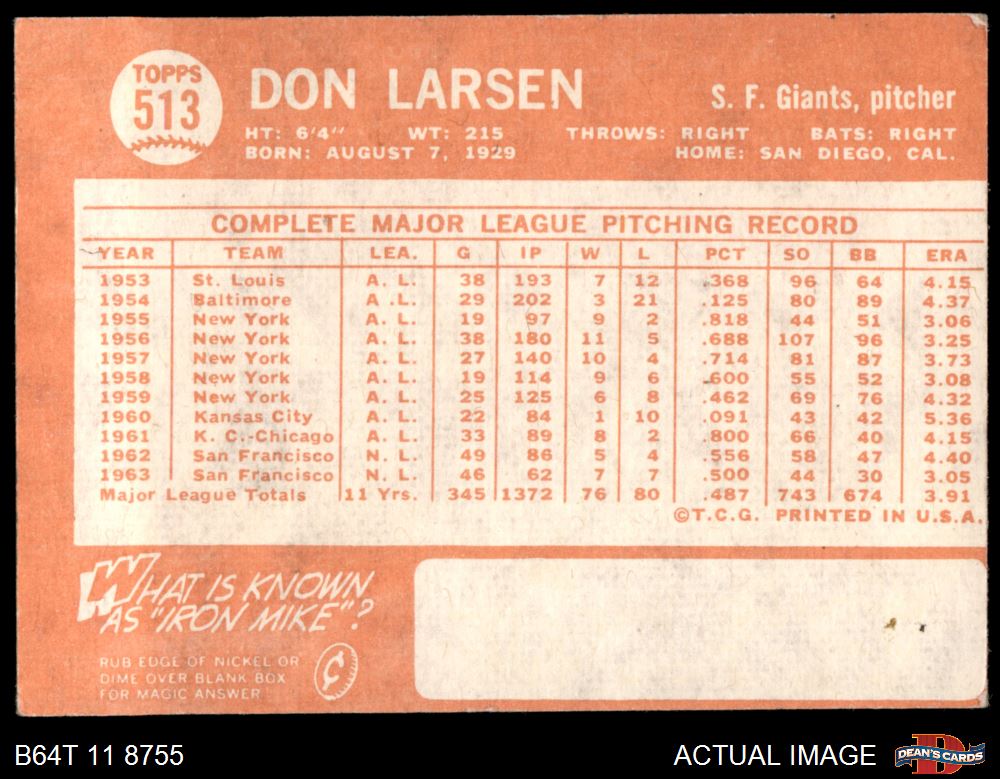 TOPPS
513
DON LARSEN
S. F. Giants, pitcher
HT: 6'4" WT: 215 THROWS: RIGHT BATS: RIGHT
BORN: AUGUST 7, 1929 HOME: SAN DIEGO, CAL.
COMPLETE MAJOR LEAGUE PITCHING RECORD
YEAR TEAM LEA. G IP W L PCT SO BB ERA
1953 St. Louis A. L. 38 193 7 12 .368 96 64 4.15
1954 Baltimore A. L. 29 202 3 21 .125 80 89 4.37
1955 New York A. L. 19 97 9 2 .818 44 51 3.06
1956 New York A. L. 38 180 11 5 .688 107 96 3.25
1957 New York A. L. 27 140 10 4 .714 81 87 3.73
1958 New York A. L. 19 114 9 6 .600 55 52 3.08
1959 New York A. L. 25 125 6 8 .462 69 76 4.32
1960 Kansas City A. L. 22 84 1 10 .091 43 42 5.36
1961 K. C.-Chicago A. L. 33 89 8 2 .800 66 40 4.15
1962 San Francisco N. L. 49 86 5 4 .556 58 47 4.40
1963 San Francisco N. L. 46 62 7 7 .500 44 30 3.05
Major League Totals 11 Yrs. 345 1372 76 80 .487 743 674 3.91
©T.C.G. PRINTED IN U.S.A.
WHAT IS KNOWN
AS "IRON MIKE"?
RUB EDGE OF NICKEL OR
DIME OVER BLANK BOX
FOR MAGIC ANSWER!
¢
B64T 11 8755
ACTUAL IMAGE
D
DEAN'S CARDS